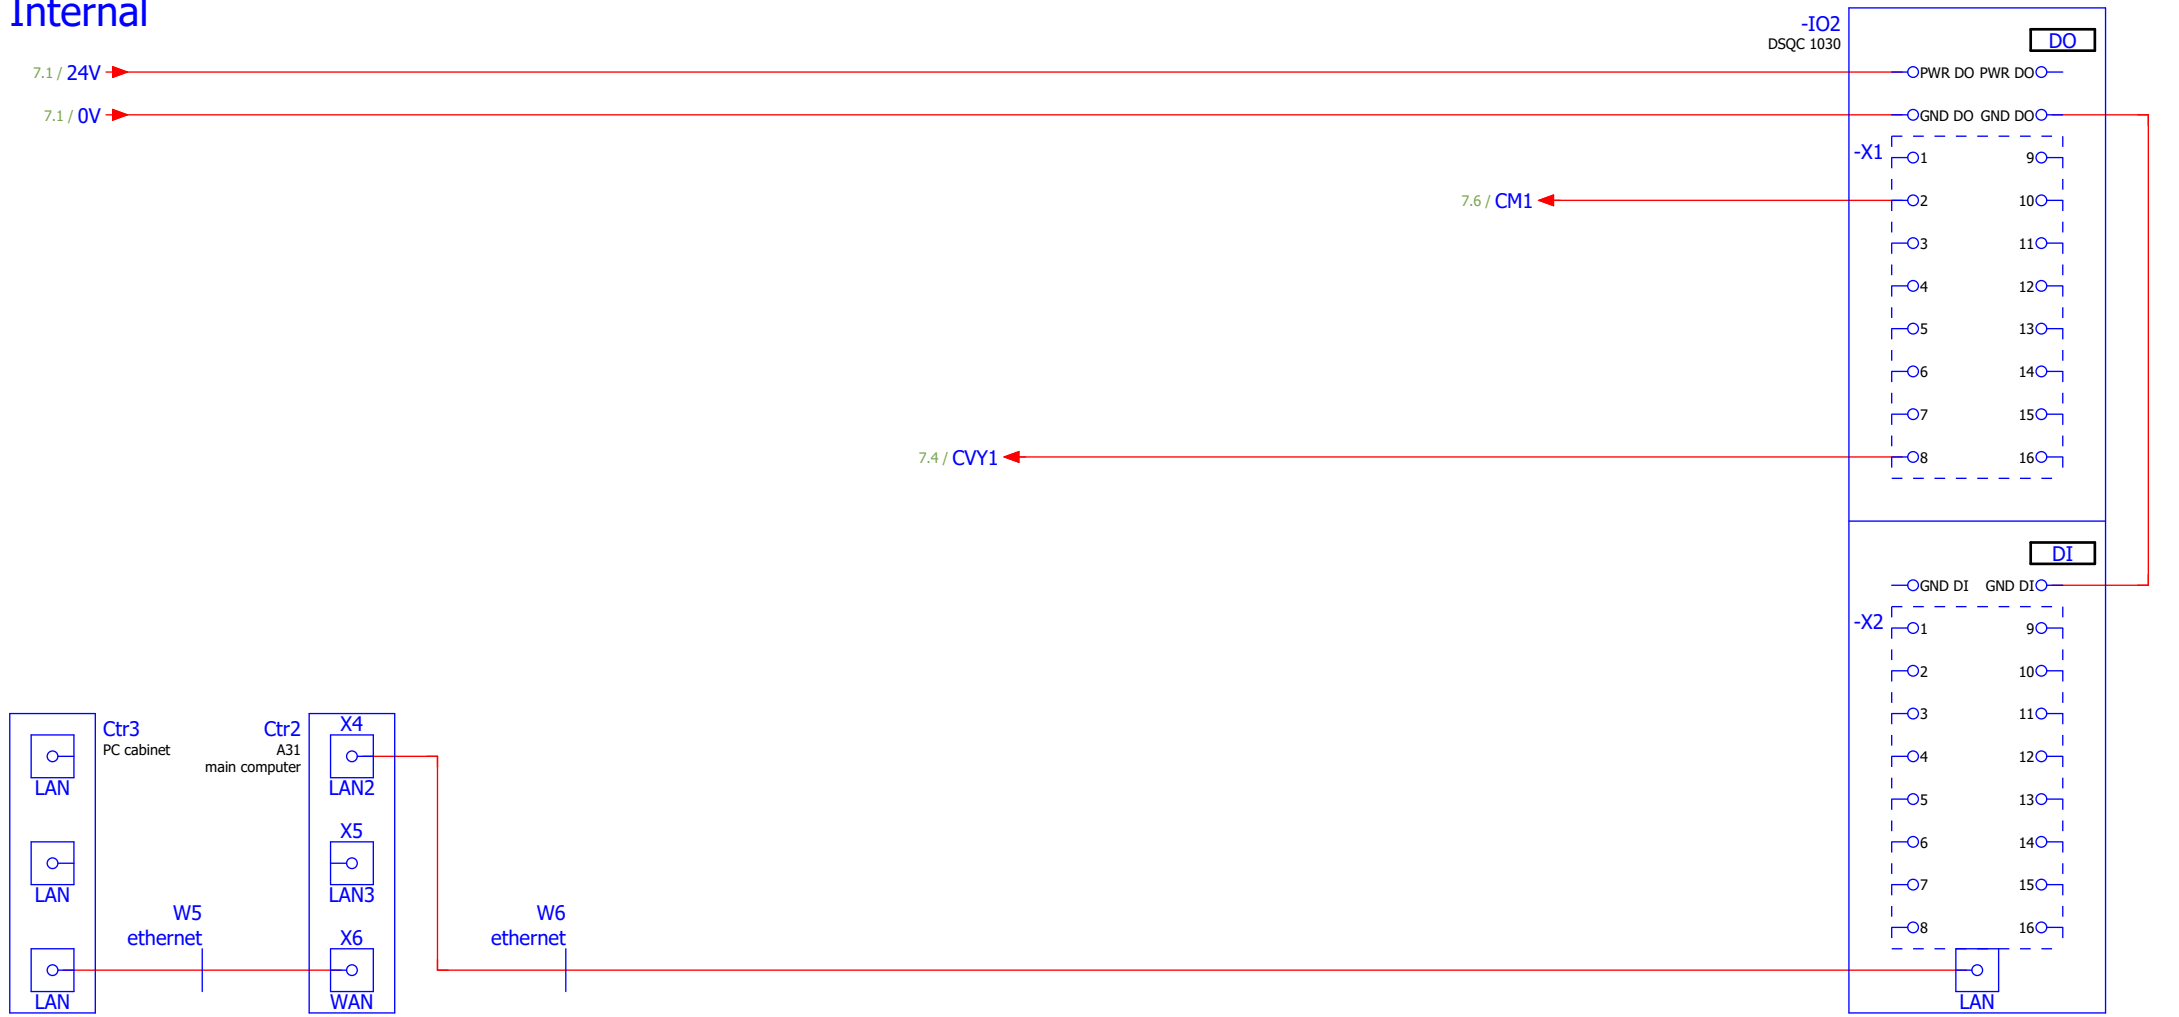 Internal
-IO2
DSQC 1030
DO
7.1 / 24V
PWR DO PWR DO
7.1 / 0V
GND DO GND DO
-X1
1 9
7.6 / CM1
2 10
3 11
4 12
5 13
6 14
7 15
7.4 / CVY1
8 16
DI
GND DI GND DI
-X2
1 9
2 10
3 11
4 12
5 13
6 14
7 15
8 16
LAN
Ctr3
PC cabinet
LAN
LAN
LAN
Ctr2
A31
main computer
X4
LAN2
X5
LAN3
X6
WAN
W5
ethernet
W6
ethernet